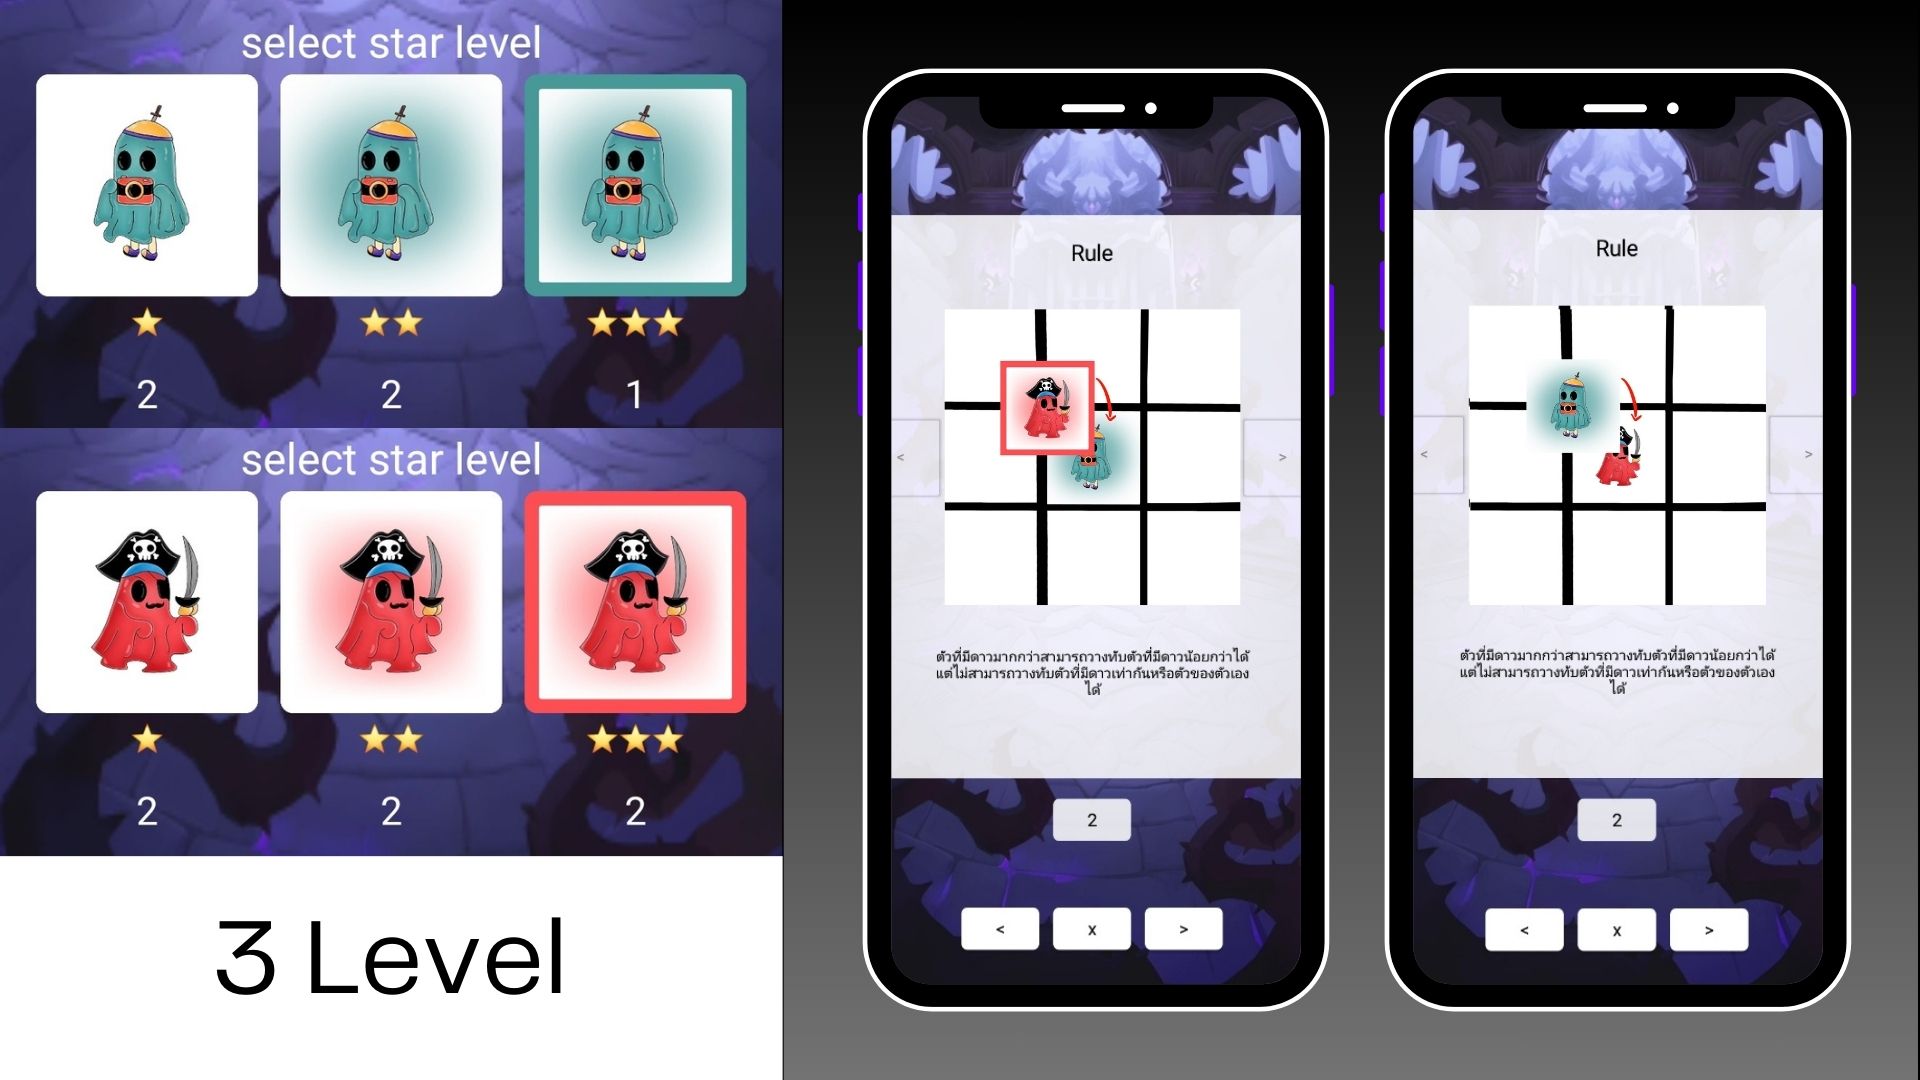 select star level
2 2 1
select star level
2 2 2
3 Level
Rule
<
>
ตัวที่มีดาวมากกว่าสามารถวางทับตัวที่มีดาวน้อยกว่าได้
แต่ไม่สามารถวางทับตัวที่มีดาวเท่ากันหรือตัวของตัวเอง
ได้
2
< x >
Rule
<
>
ตัวที่มีดาวมากกว่าสามารถวางทับตัวที่มีดาวน้อยกว่าได้
แต่ไม่สามารถวางทับตัวที่มีดาวเท่ากันหรือตัวของตัวเอง
ได้
2
< x >